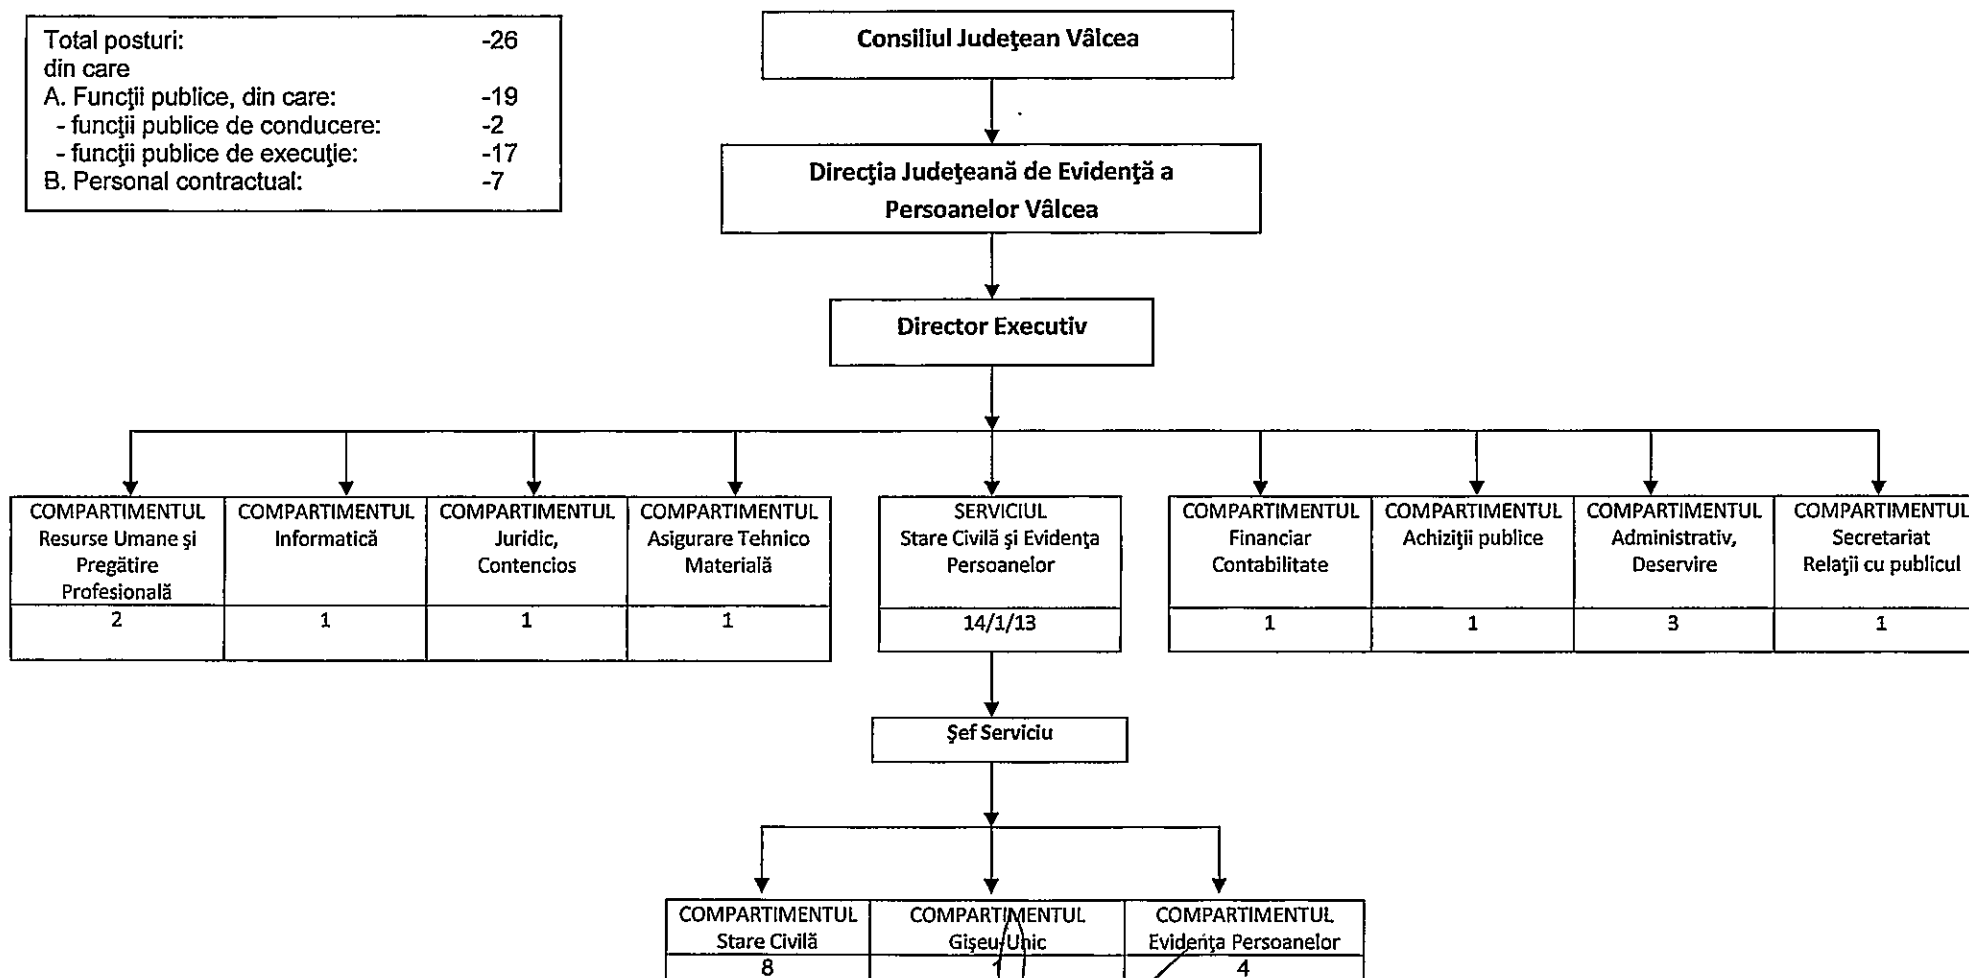 Total posturi: -26
din care
A. Funcţii publice, din care: -19
- funcţii publice de conducere: -2
- funcţii publice de execuţie: -17
B. Personal contractual: -7
Consiliul Judeţean Vâlcea
Direcţia Judeţeană de Evidenţă a
Persoanelor Vâlcea
Director Executiv
COMPARTIMENTUL
Resurse Umane şi
Pregătire
Profesională
2
COMPARTIMENTUL
Informatică
1
COMPARTIMENTUL
Juridic,
Contencios
1
COMPARTIMENTUL
Asigurare Tehnico
Materială
1
SERVICIUL
Stare Civilă şi Evidenţa
Persoanelor
14/1/13
COMPARTIMENTUL
Financiar
Contabilitate
1
COMPARTIMENTUL
Achiziţii publice
1
COMPARTIMENTUL
Administrativ,
Deservire
3
COMPARTIMENTUL
Secretariat
Relaţii cu publicul
1
Şef Serviciu
COMPARTIMENTUL
Stare Civilă
8
COMPARTIMENTUL
Gişeu Unic
1
COMPARTIMENTUL
Evidenţa Persoanelor
4